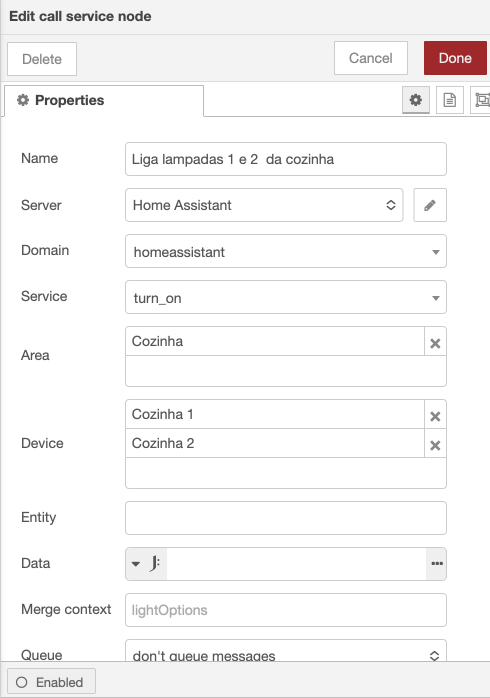 Edit call service node
Delete
Cancel
Done
Properties
Name
Liga lampadas 1 e 2  da cozinha
Server
Home Assistant
Domain
homeassistant
Service
turn_on
Area
Cozinha
Device
Cozinha 1
Cozinha 2
Entity
Data
J:
Merge context
lightOptions
Queue
don't queue messages
Enabled